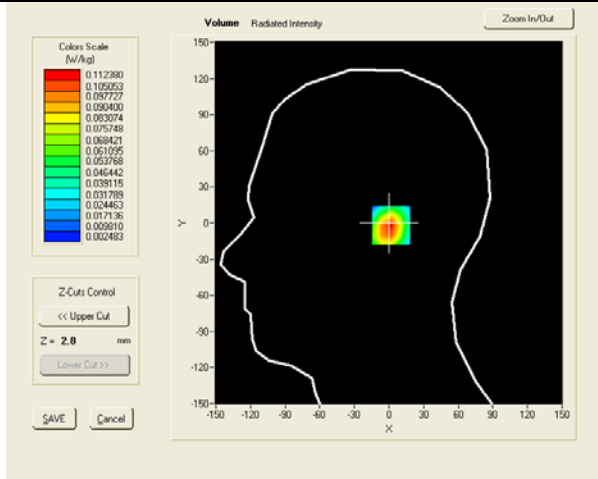 Volume Radiated Intensity
Zoom In/Out
Colors Scale
(W/kg)
0.112380
0.105053
0.097727
0.090400
0.083074
0.075748
0.068421
0.061095
0.053768
0.046442
0.039115
0.031789
0.024463
0.017136
0.009810
0.002483
Z-Cuts Control
<< Upper Cut
Z = 2.8 mm
Lower Cut >>
SAVE Cancel
150
120
90
60
30
0
-30
-60
-90
-120
-150
Y
-150 -120 -90 -60 -30 0 30 60 90 120 150
X